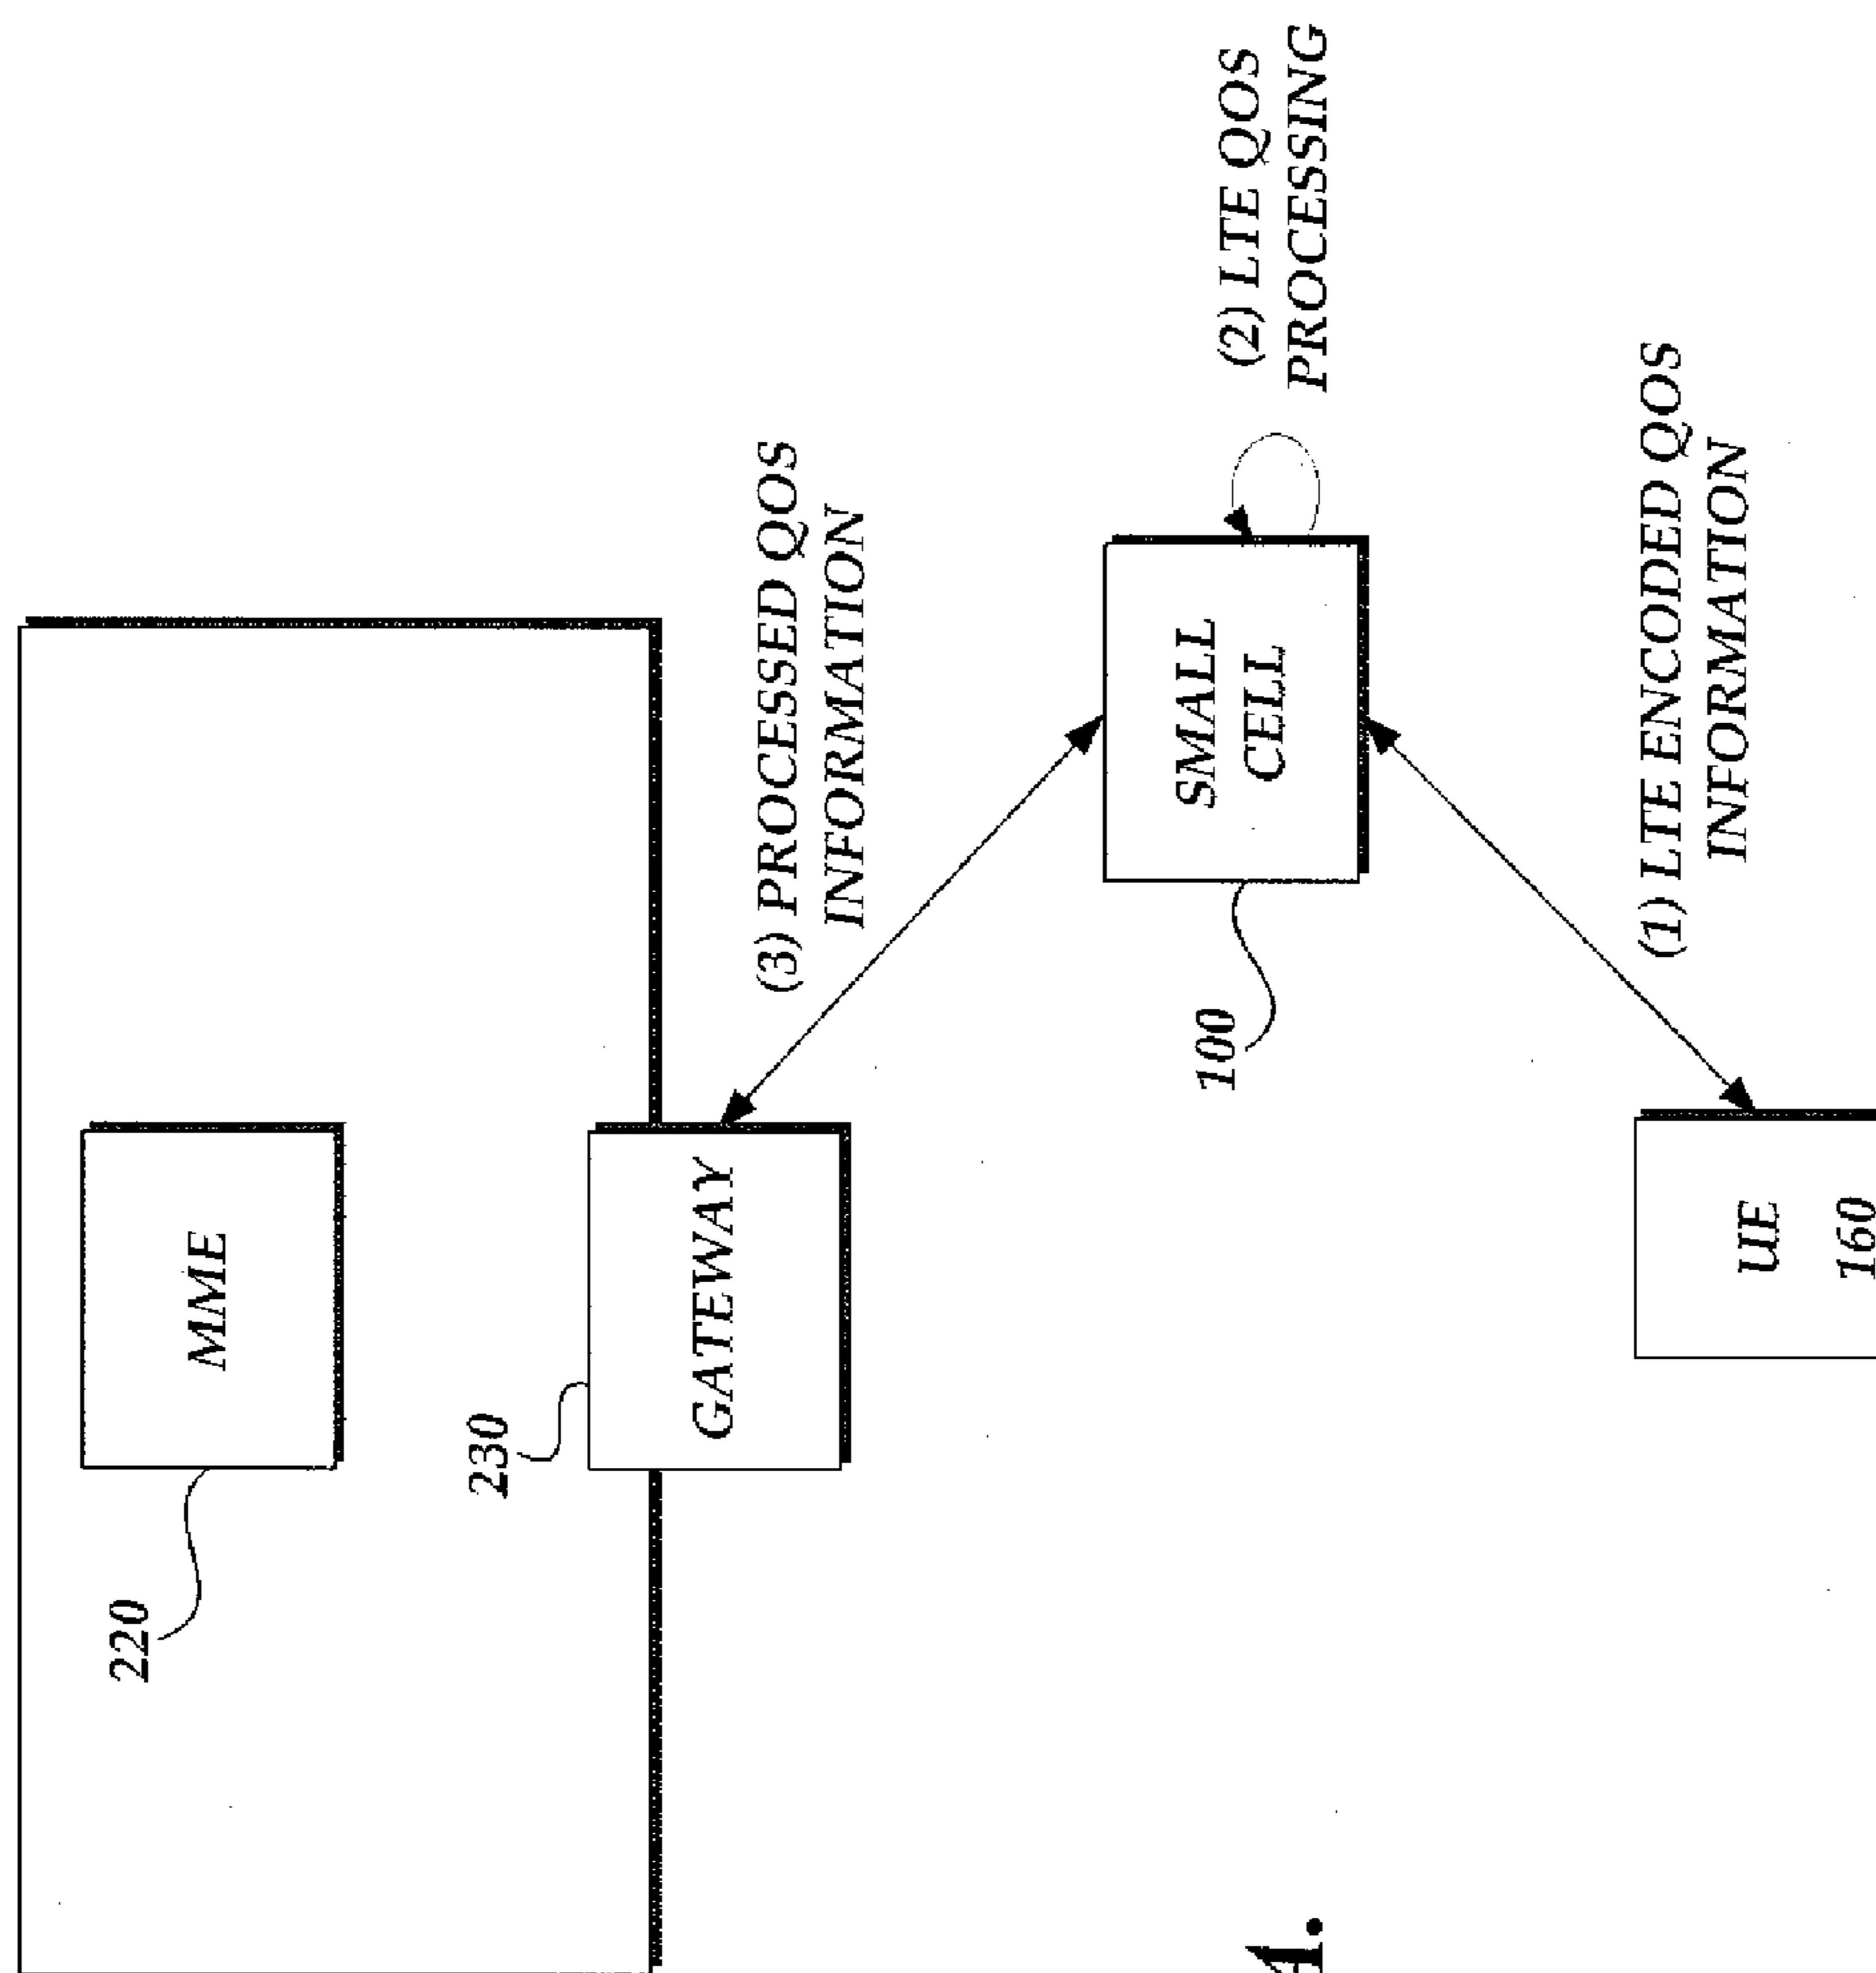 220
MME
230
GATEWAY
(3) PROCESSED QOS
INFORMATION
SMALL
CELL
100
(2) LTE QOS
PROCESSING
(1) LTE ENCODED QOS
INFORMATION
UE
160
4.